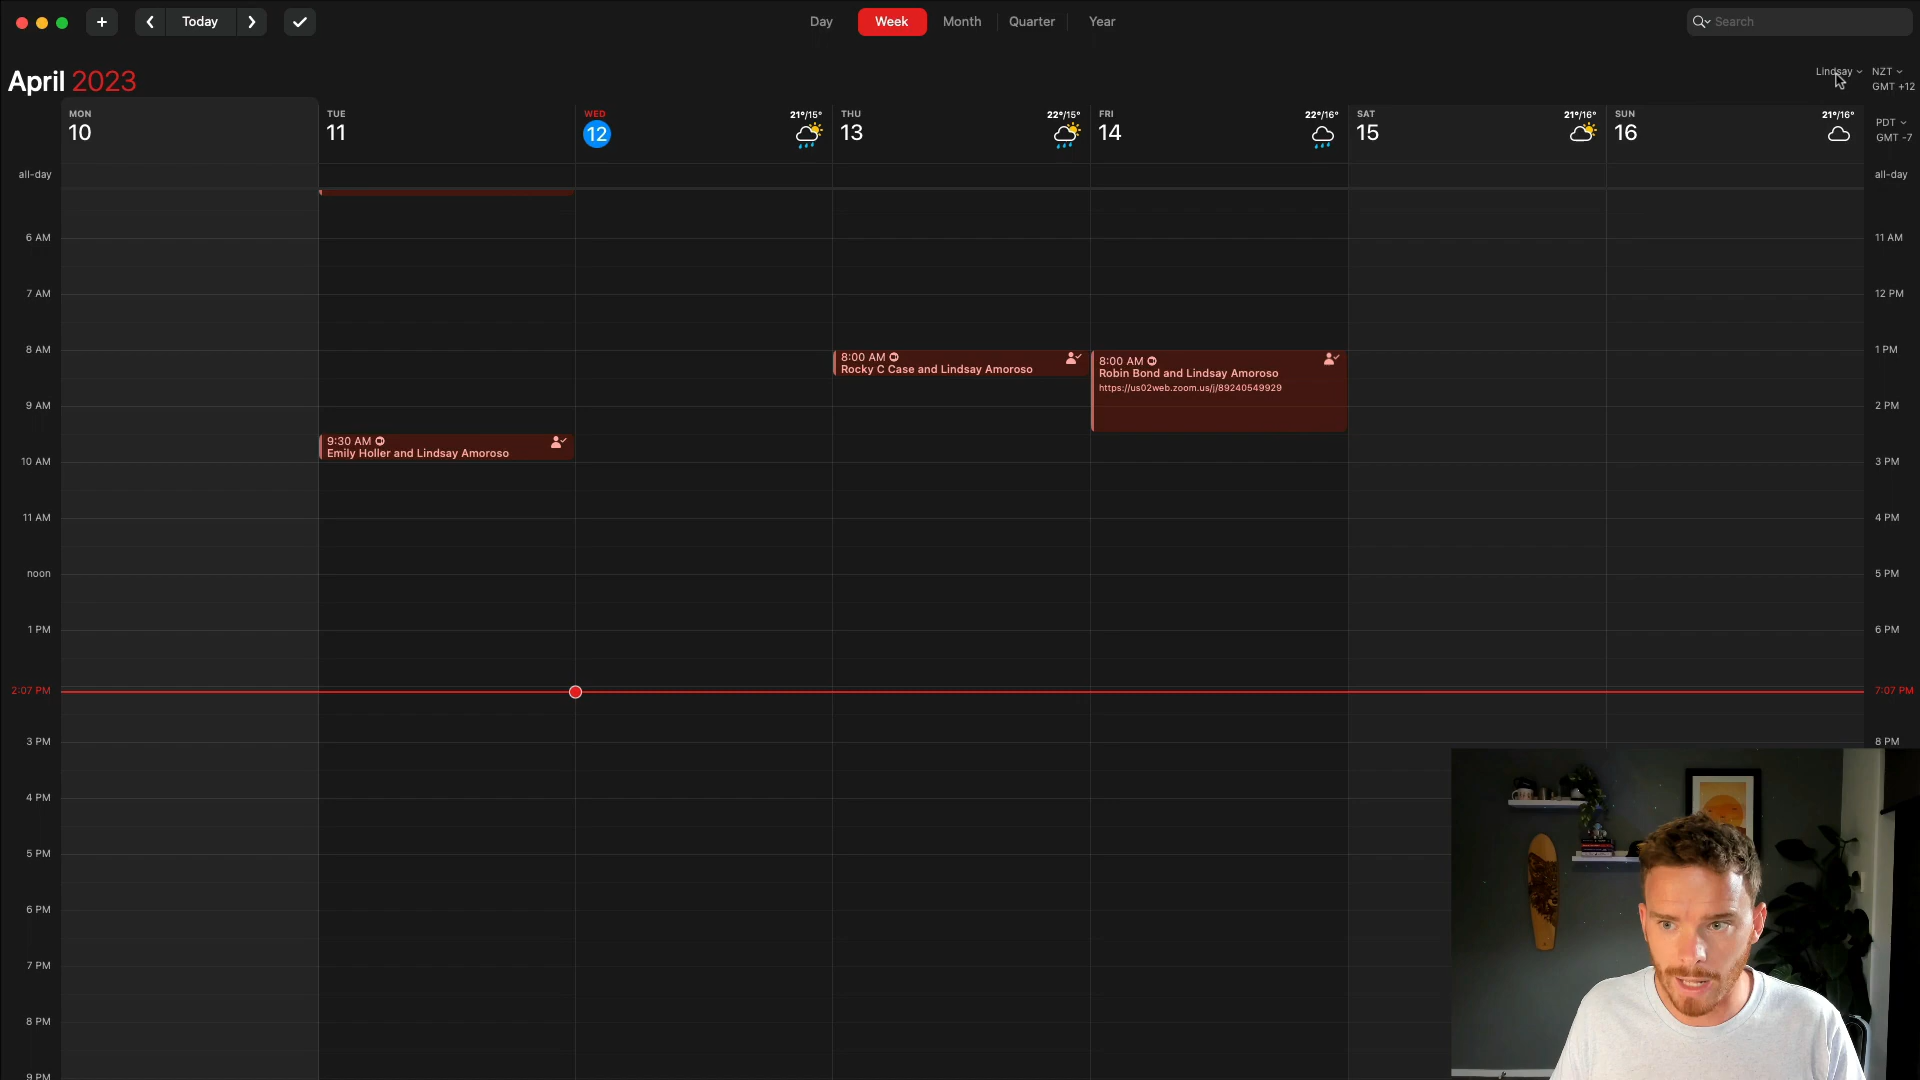 Today
Day
Week
Month
Quarter
Year
Search
April 2023
Lindsay
NZT
GMT +12
MON
10
TUE
11
WED
12
21°/15°
THU
13
22°/15°
FRI
14
22°/16°
SAT
15
21°/16°
SUN
16
21°/16°
PDT
GMT -7
all-day
all-day
6 AM
11 AM
7 AM
12 PM
8 AM
1 PM
8:00 AM
Rocky C Case and Lindsay Amoroso
8:00 AM
Robin Bond and Lindsay Amoroso
https://us02web.zoom.us/j/89240549929
9 AM
2 PM
9:30 AM
Emily Holler and Lindsay Amoroso
10 AM
3 PM
11 AM
4 PM
noon
5 PM
1 PM
6 PM
2:07 PM
7:07 PM
3 PM
8 PM
4 PM
5 PM
6 PM
7 PM
8 PM
9 PM